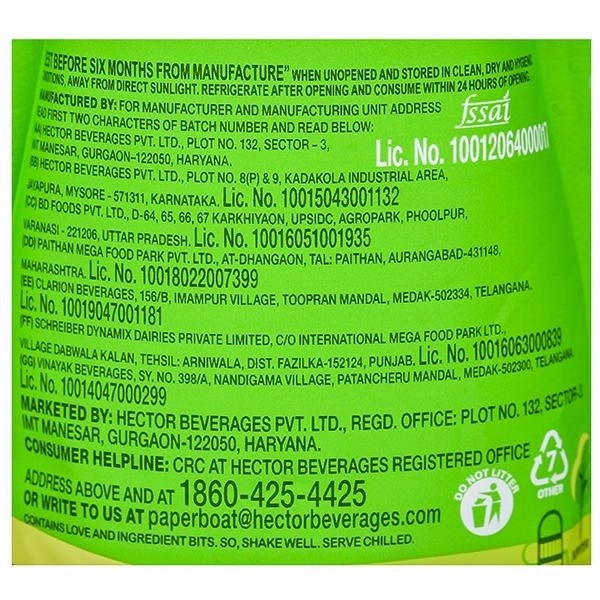 BEFORE SIX MONTHS FROM MANUFACTURE" WHEN UNOPENED AND STORED IN CLEAN, DRY AND
AWAY FROM DIRECT SUNLIGHT. REFRIGERATE AFTER OPENING AND CONSUME WITHIN 24 HOURS OF OPENING.
MANUFACTURED BY: FOR MANUFACTURER AND MANUFACTURING UNIT ADDRESS
READ FIRST TWO CHARACTERS OF BATCH NUMBER AND READ BELOW:
fssai
(AA) HECTOR BEVERAGES PVT. LTD., PLOT NO. 132, SECTOR – 3,
IMT MANESAR, GURGAON–122050, HARYANA.
Lic. No. 10012064000017
(BB) HECTOR BEVERAGES PVT. LTD., PLOT NO. 8(P) & 9, KADAKOLA INDUSTRIAL AREA,
JAYAPURA, MYSORE - 571311, KARNATAKA. Lic. No. 10015043001132
(CC) BD FOODS PVT. LTD., D-64, 65, 66, 67 KARKHIYAON, UPSIDC, AGROPARK, PHOOLPUR,
VARANASI - 221206, UTTAR PRADESH. Lic. No. 10016051001935
(DD) PAITHAN MEGA FOOD PARK PVT. LTD., AT-DHANGAON, TAL: PAITHAN, AURANGABAD-431148,
MAHARASHTRA. Lic. No. 10018022007399
(EE) CLARION BEVERAGES, 156/B, IMAMPUR VILLAGE, TOOPRAN MANDAL, MEDAK-502334, TELANGANA.
Lic. No. 10019047001181
(FF) SCHREIBER DYNAMIX DAIRIES PRIVATE LIMITED, C/O INTERNATIONAL MEGA FOOD PARK LTD.,
VILLAGE DABWALA KALAN, TEHSIL: ARNIWALA, DIST. FAZILKA-152124, PUNJAB. Lic. No. 10016063000839
(GG) VINAYAK BEVERAGES, SY. NO. 398/A, NANDIGAMA VILLAGE, PATANCHERU MANDAL, MEDAK-502300, TELANGANA.
Lic. No. 10014047000299
MARKETED BY: HECTOR BEVERAGES PVT. LTD., REGD. OFFICE: PLOT NO. 132, SECTOR-3,
IMT MANESAR, GURGAON-122050, HARYANA.
CONSUMER HELPLINE: CRC AT HECTOR BEVERAGES REGISTERED OFFICE
ADDRESS ABOVE AND AT 1860-425-4425
OR WRITE TO US AT paperboat@hectorbeverages.com
CONTAINS LOVE AND INGREDIENT BITS. SO, SHAKE WELL. SERVE CHILLED.
DO NOT LITTER
7
OTHER